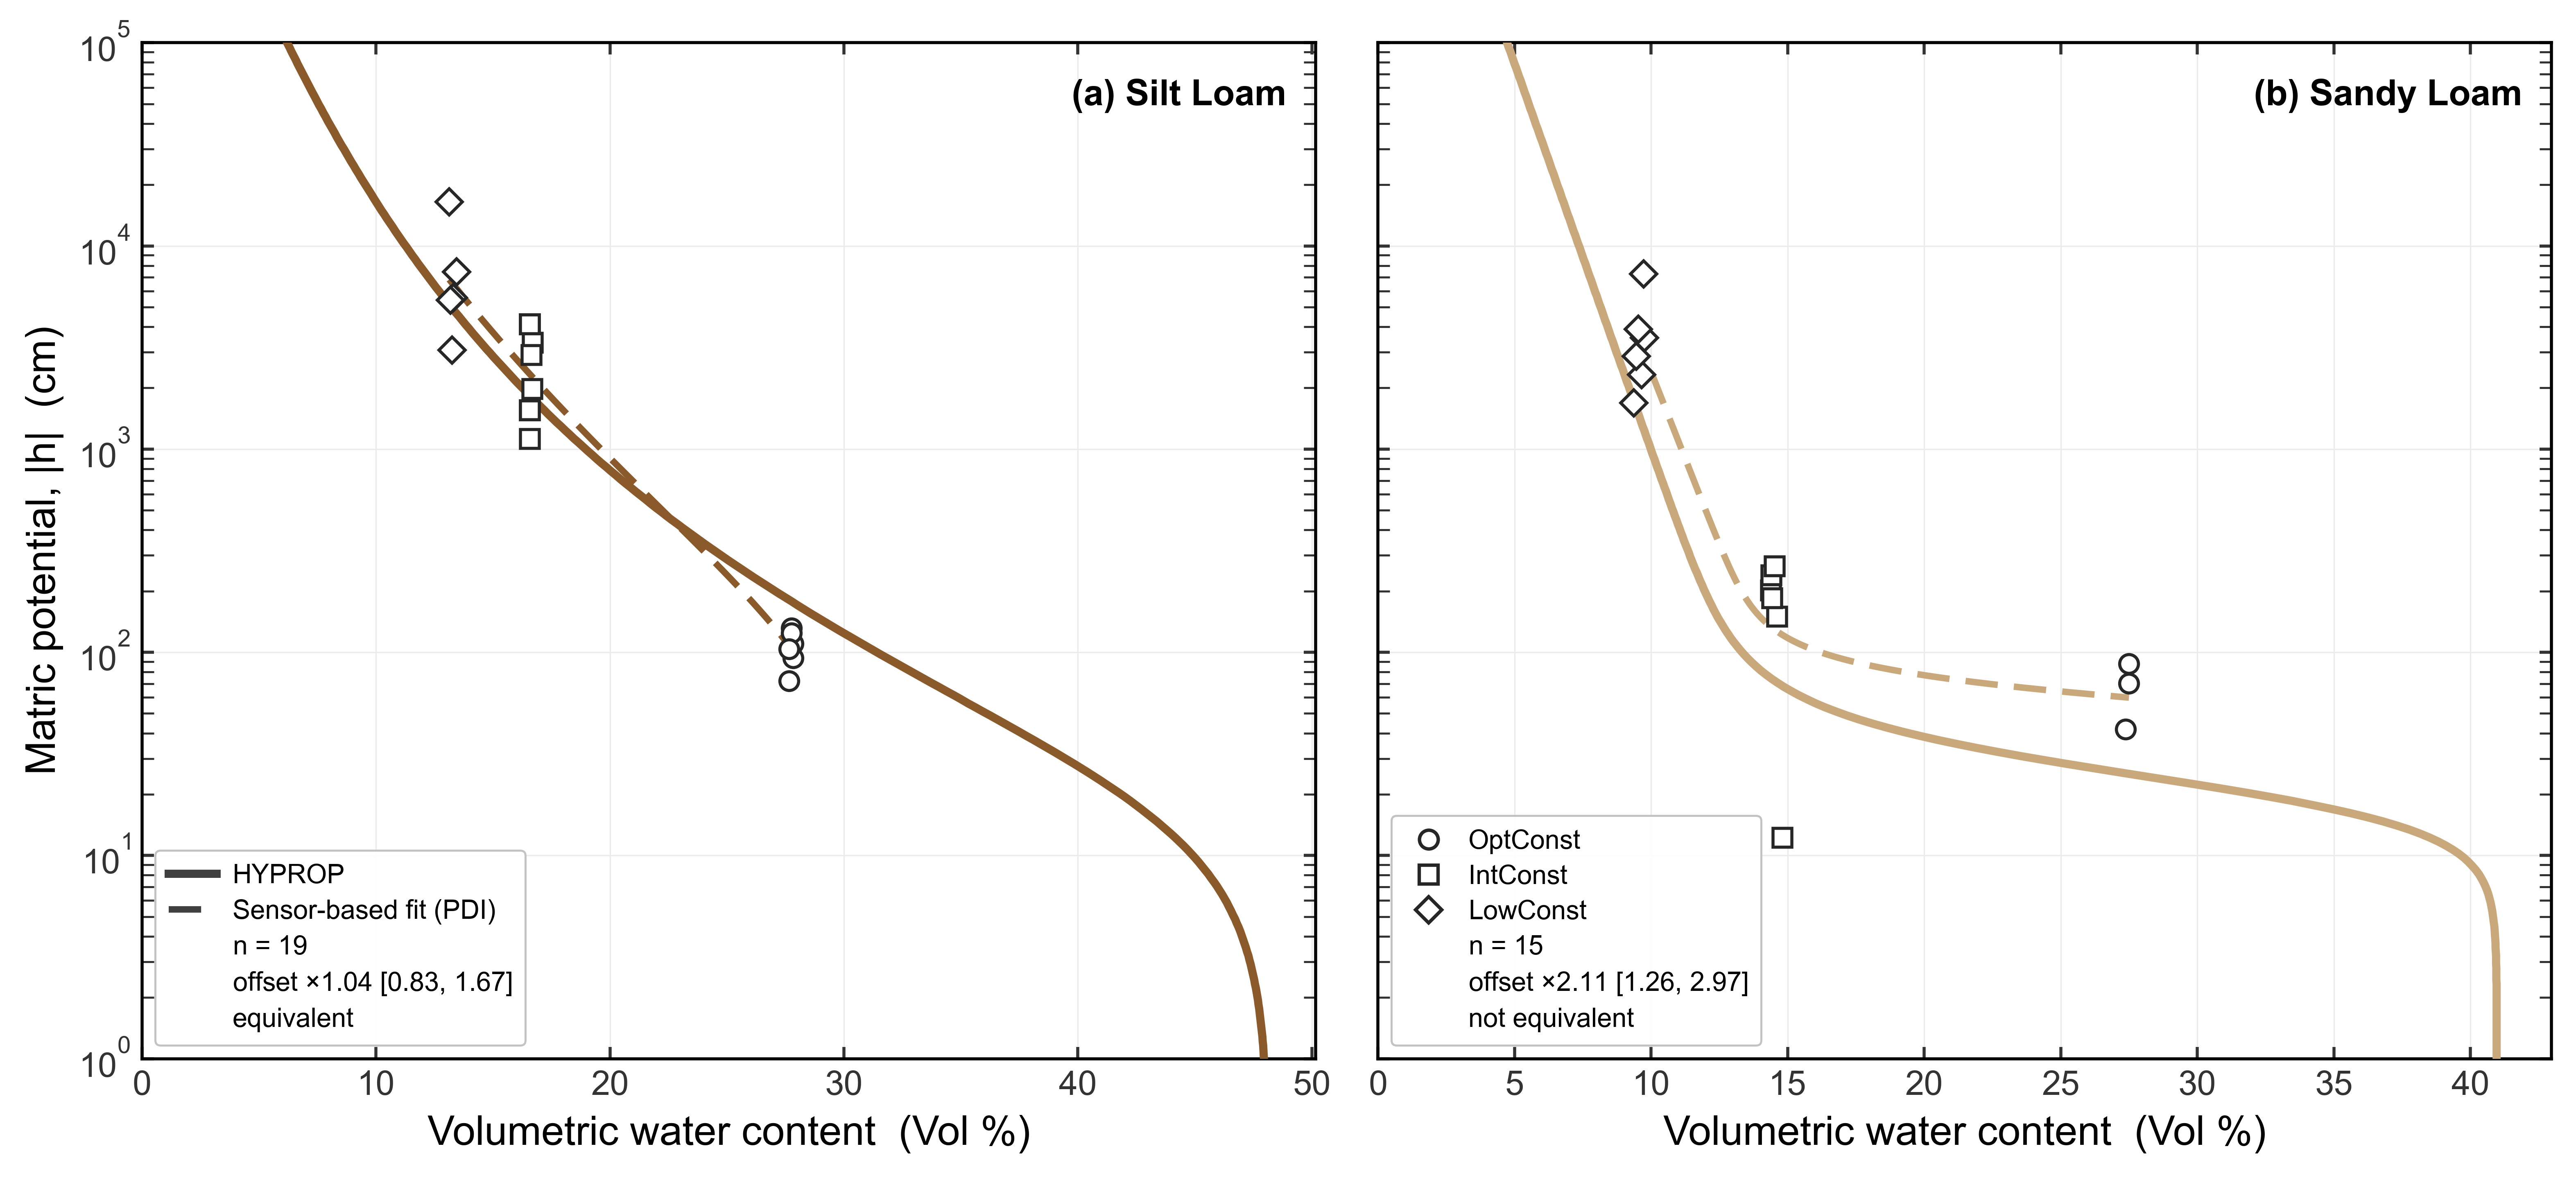 (a) Silt Loam
10^5
10^4
10^3
10^2
10^1
10^0
Matric potential, |h| (cm)
HYPROP
Sensor-based fit (PDI)
n = 19
offset ×1.04 [0.83, 1.67]
equivalent
0 10 20 30 40 50
Volumetric water content (Vol %)
(b) Sandy Loam
OptConst
IntConst
LowConst
n = 15
offset ×2.11 [1.26, 2.97]
not equivalent
0 5 10 15 20 25 30 35 40
Volumetric water content (Vol %)